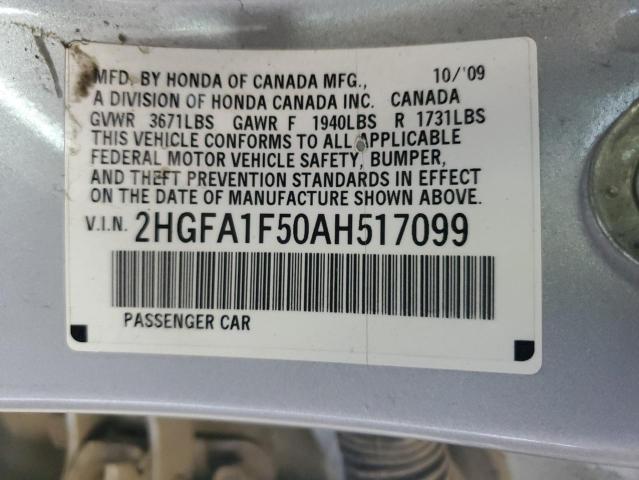 MFD. BY HONDA OF CANADA MFG., 10/'09
A DIVISION OF HONDA CANADA INC. CANADA
GVWR 3671LBS GAWR F 1940LBS R 1731LBS
THIS VEHICLE CONFORMS TO ALL APPLICABLE
FEDERAL MOTOR VEHICLE SAFETY, BUMPER,
AND THEFT PREVENTION STANDARDS IN EFFECT
ON THE DATE OF MANUFACTURE SHOWN ABOVE.
V.I.N. 2HGFA1F50AH517099
PASSENGER CAR